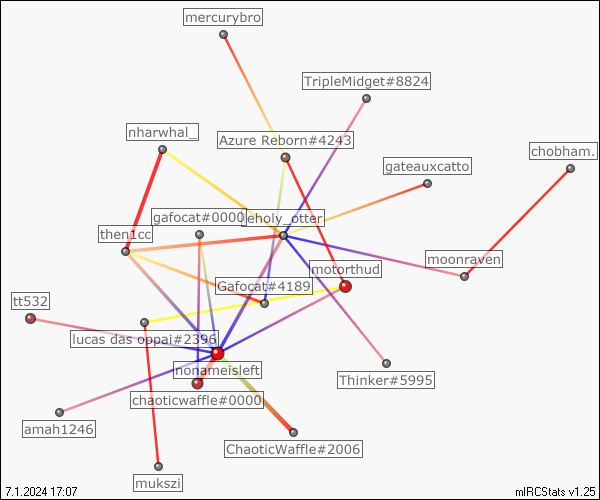 mercurybro
TripleMidget#8824
nharwhal_
Azure Reborn#4243
chobham.
gateauxcatto
gafocat#0000
eholy_otter
then1cc
moonraven
motorthud
Gafocat#4189
tt532
lucas das oppai#2396
nonameisleft
Thinker#5995
chaoticwaffle#0000
amah1246
ChaoticWaffle#2006
mukszi
7.1.2024 17:07
mIRCStats v1.25